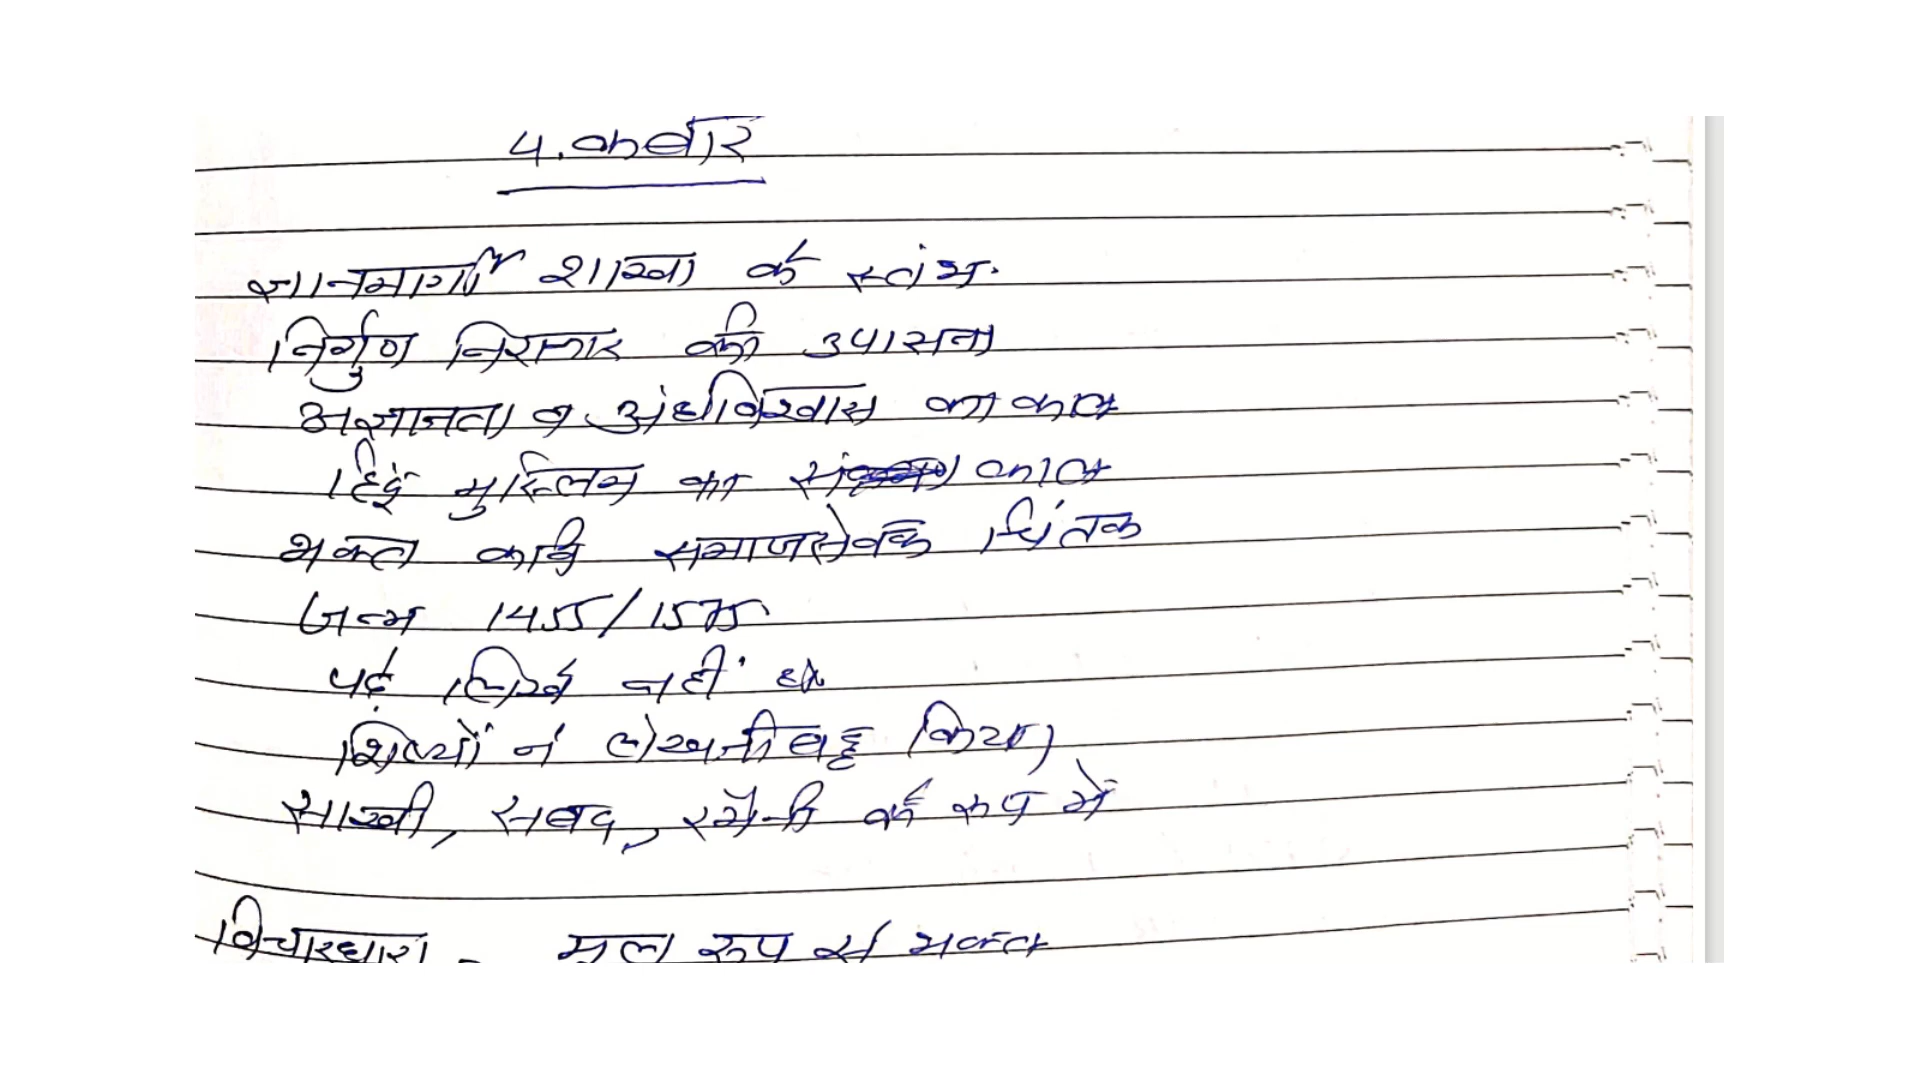 4. कबीर
ज्ञानमार्गी शाखा के स्तंभ.
निर्गुण निराकार की उपासना
अज्ञानता व अंधविश्वास का काल
हिंदू मुस्लिम का काल
भक्त कवि समाजसेवक चिंतक
जन्म 1455/1575
पढ़े लिखे नहीं थे
शिष्यों ने लेखनीबद्ध किया)
साखी, सबद, रमैनी के रूप में
विचारधारा - मूल रूप से भक्त